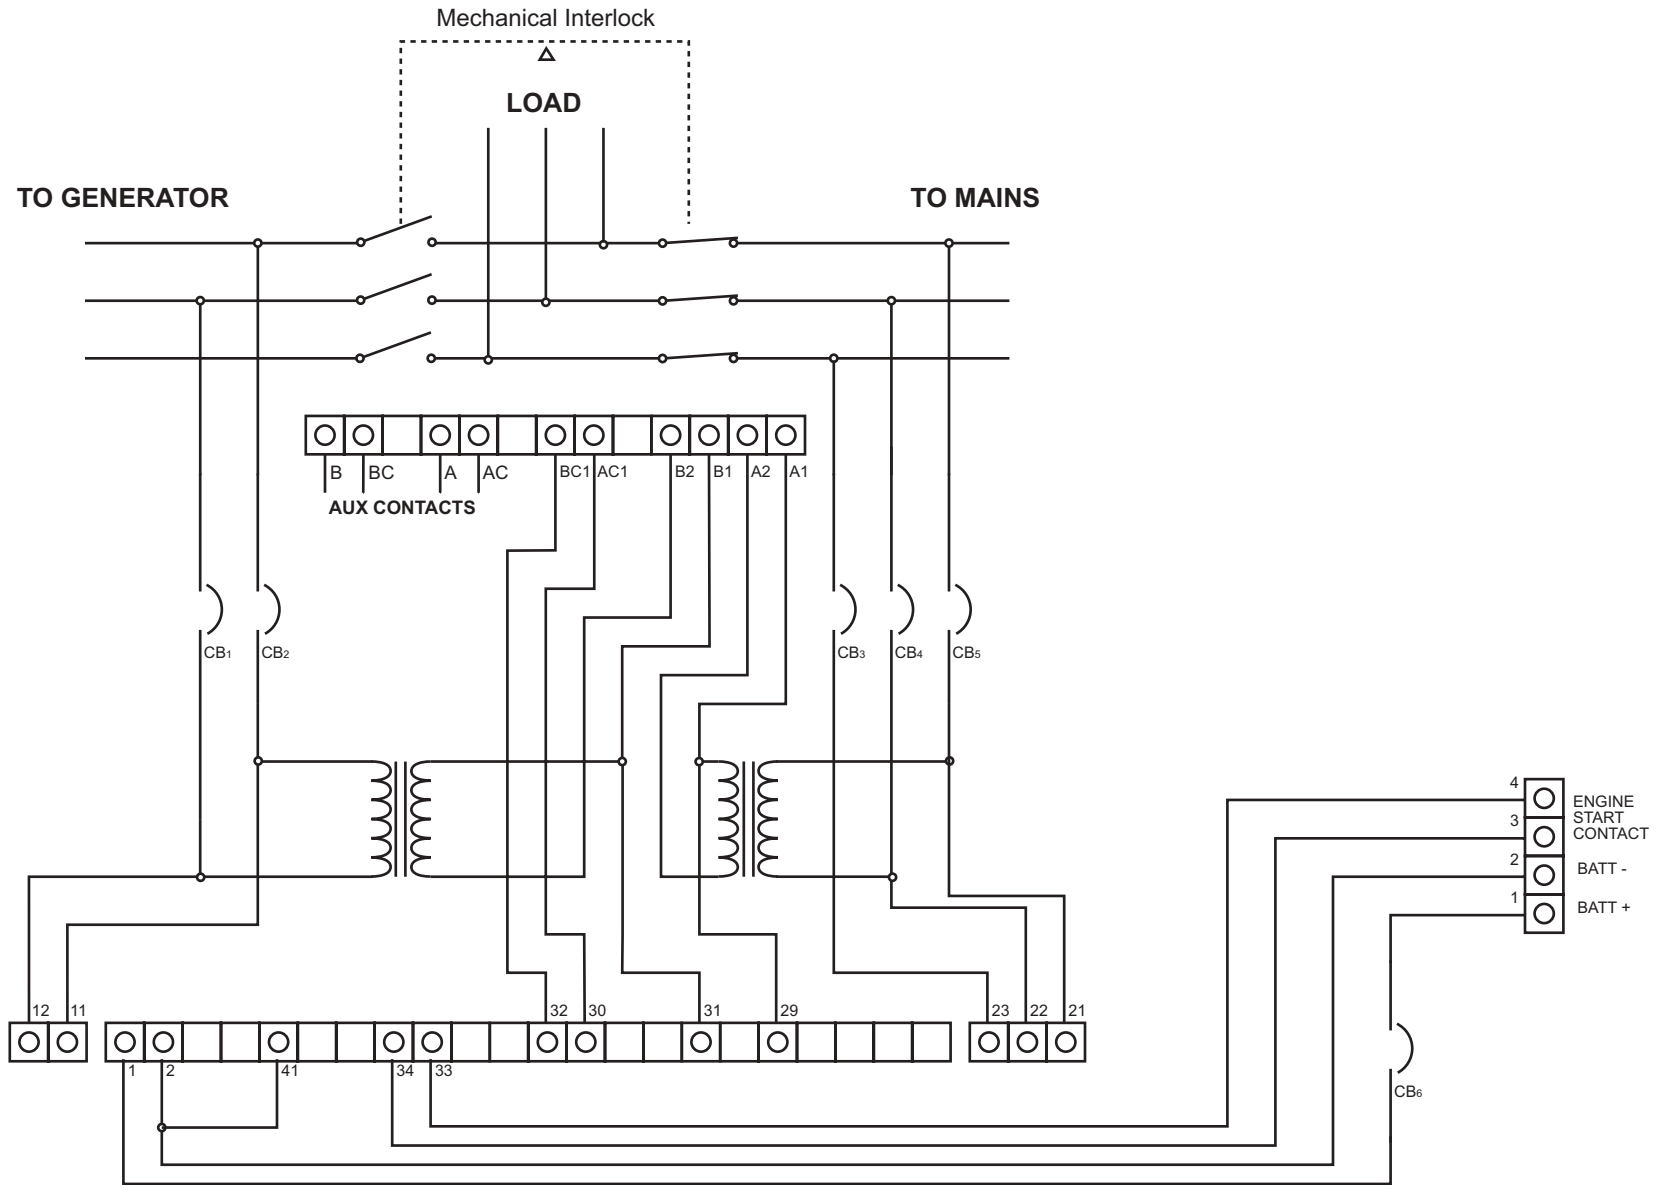 Mechanical Interlock
LOAD
TO GENERATOR
TO MAINS
B
BC
A
AC
BC1
AC1
B2
B1
A2
A1
AUX CONTACTS
CB1
CB2
CB3
CB4
CB5
4
3
2
1
ENGINE
START
CONTACT
BATT -
BATT +
12
11
32
30
31
29
23
22
21
1
2
41
34
33
CB6